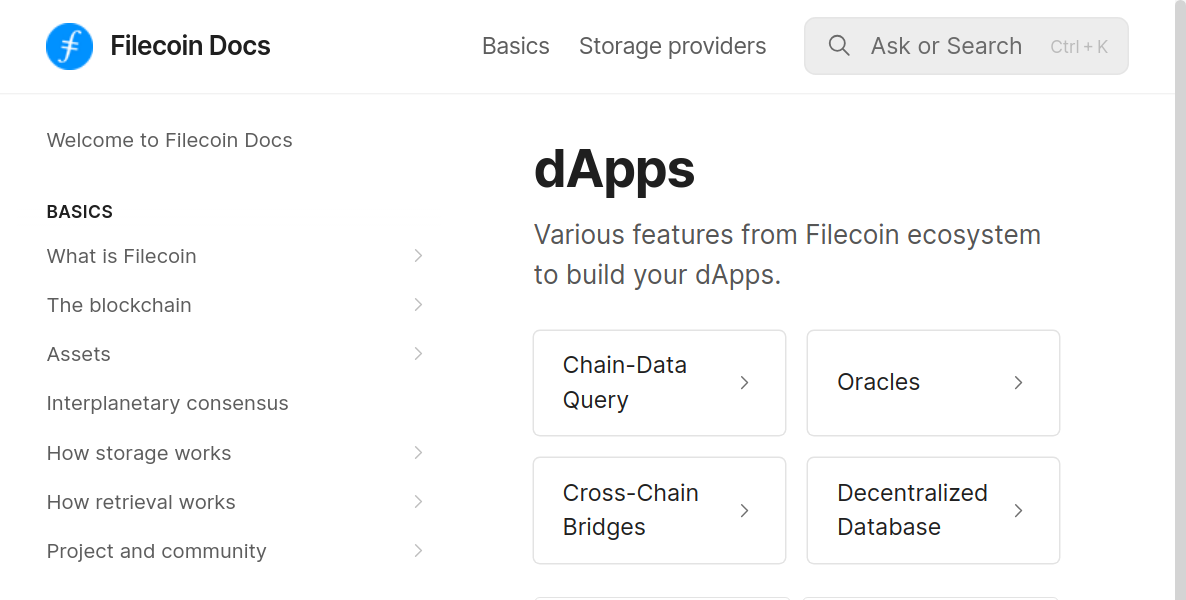 Filecoin Docs
Basics
Storage providers
Ask or Search
Ctrl + K
Welcome to Filecoin Docs
BASICS
What is Filecoin
The blockchain
Assets
Interplanetary consensus
How storage works
How retrieval works
Project and community
dApps
Various features from Filecoin ecosystem
to build your dApps.
Chain-Data
Query
Oracles
Cross-Chain
Bridges
Decentralized
Database